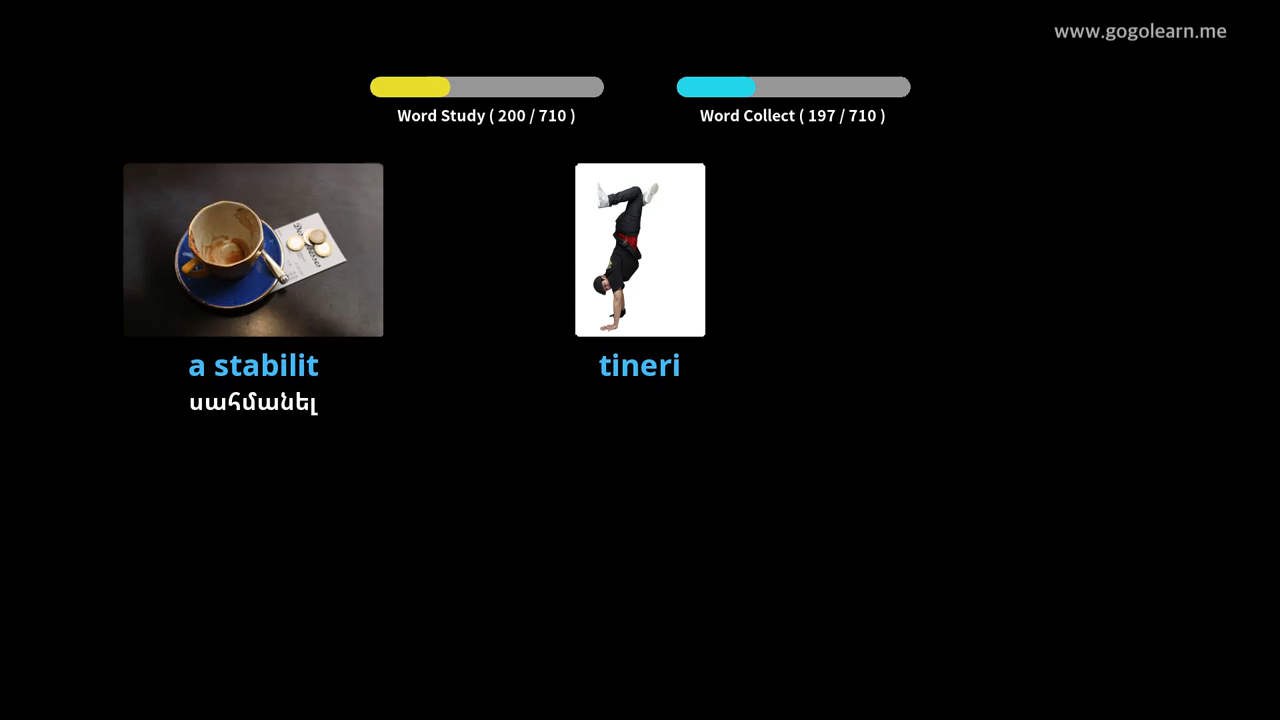 www.gogolearn.me
Word Study ( 200 / 710 )
Word Collect ( 197 / 710 )
a stabilit
սահմանել
tineri